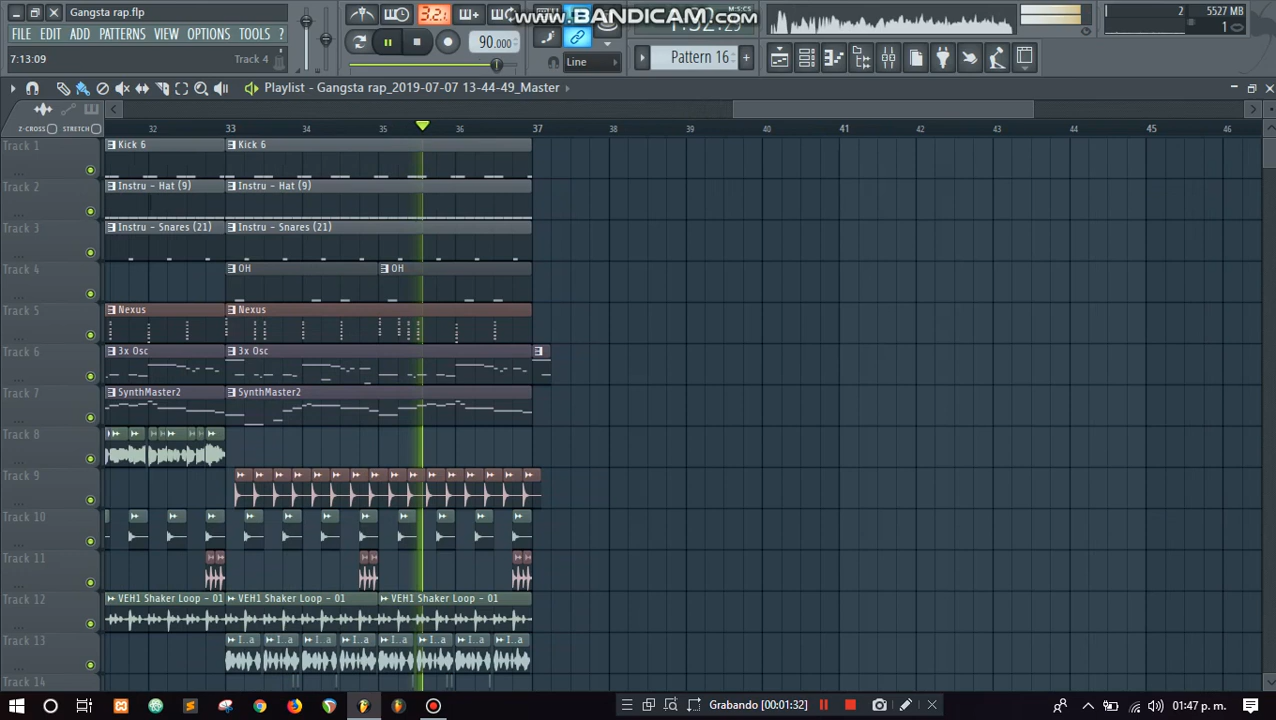 Gangsta rap.flp
FILE EDIT ADD PATTERNS VIEW OPTIONS TOOLS ?
7:13:09 Track 4
3.2.
90.000
Line
www.BANDICAM.com
M:S:CS
Pattern 16
2
5527 MB
1
Playlist - Gangsta rap_2019-07-07 13-44-49_Master
Z-CROSS STRETCH
32 33 34 35 36 37 38 39 40 41 42 43 44 45 46
Track 1 Kick 6 Kick 6
Track 2 Instru - Hat (9) Instru - Hat (9)
Track 3 Instru - Snares (21) Instru - Snares (21)
Track 4 OH OH
Track 5 Nexus Nexus
Track 6 3x Osc 3x Osc
Track 7 SynthMaster2 SynthMaster2
Track 8
Track 9
Track 10
Track 11
Track 12 VEH1 Shaker Loop - 01 VEH1 Shaker Loop - 01 VEH1 Shaker Loop - 01
Track 13 I..a I..a I..a I..a I..a I..a I..a I..a
Track 14
Grabando [00:01:32]
01:47 p. m.